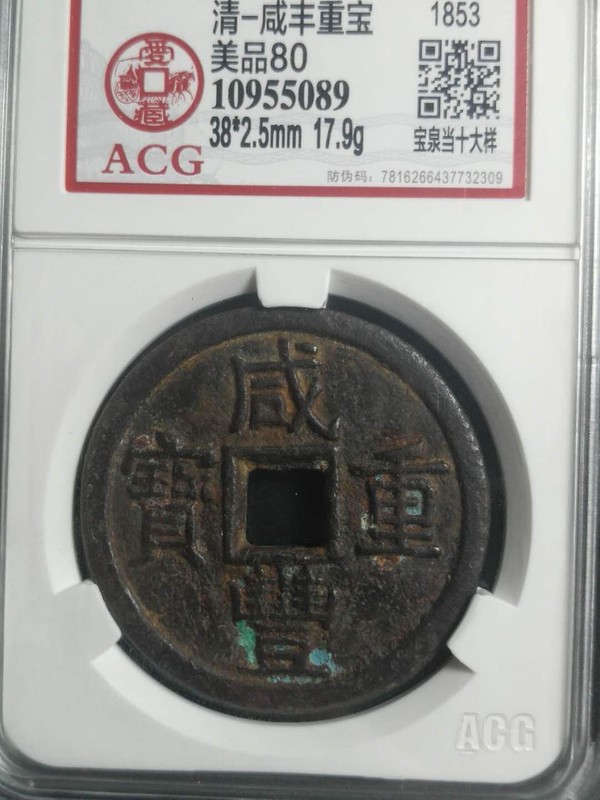 清-咸丰重宝 1853
美品80
10955089
38*2.5mm 17.9g
宝泉当十大样
ACG
防伪码：7816266437732309
咸豐重寶
ACG